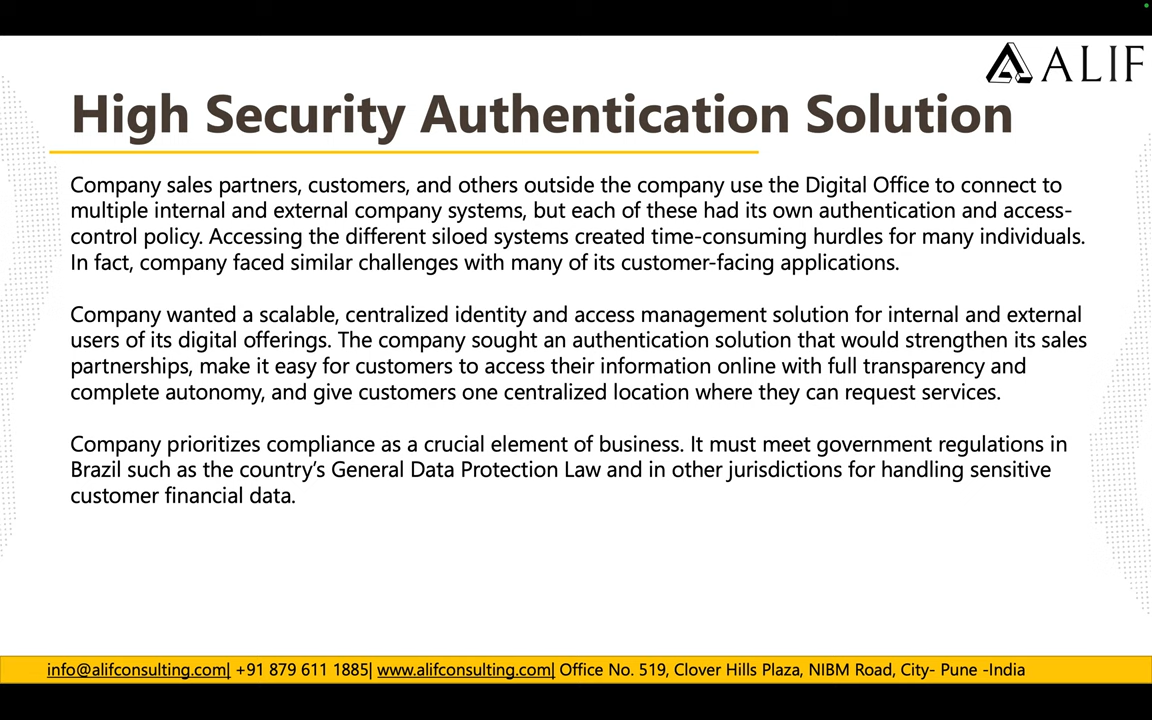 ALIF
High Security Authentication Solution
Company sales partners, customers, and others outside the company use the Digital Office to connect to
multiple internal and external company systems, but each of these had its own authentication and access-
control policy. Accessing the different siloed systems created time-consuming hurdles for many individuals.
In fact, company faced similar challenges with many of its customer-facing applications.
Company wanted a scalable, centralized identity and access management solution for internal and external
users of its digital offerings. The company sought an authentication solution that would strengthen its sales
partnerships, make it easy for customers to access their information online with full transparency and
complete autonomy, and give customers one centralized location where they can request services.
Company prioritizes compliance as a crucial element of business. It must meet government regulations in
Brazil such as the country’s General Data Protection Law and in other jurisdictions for handling sensitive
customer financial data.
info@alifconsulting.com| +91 879 611 1885| www.alifconsulting.com| Office No. 519, Clover Hills Plaza, NIBM Road, City- Pune -India